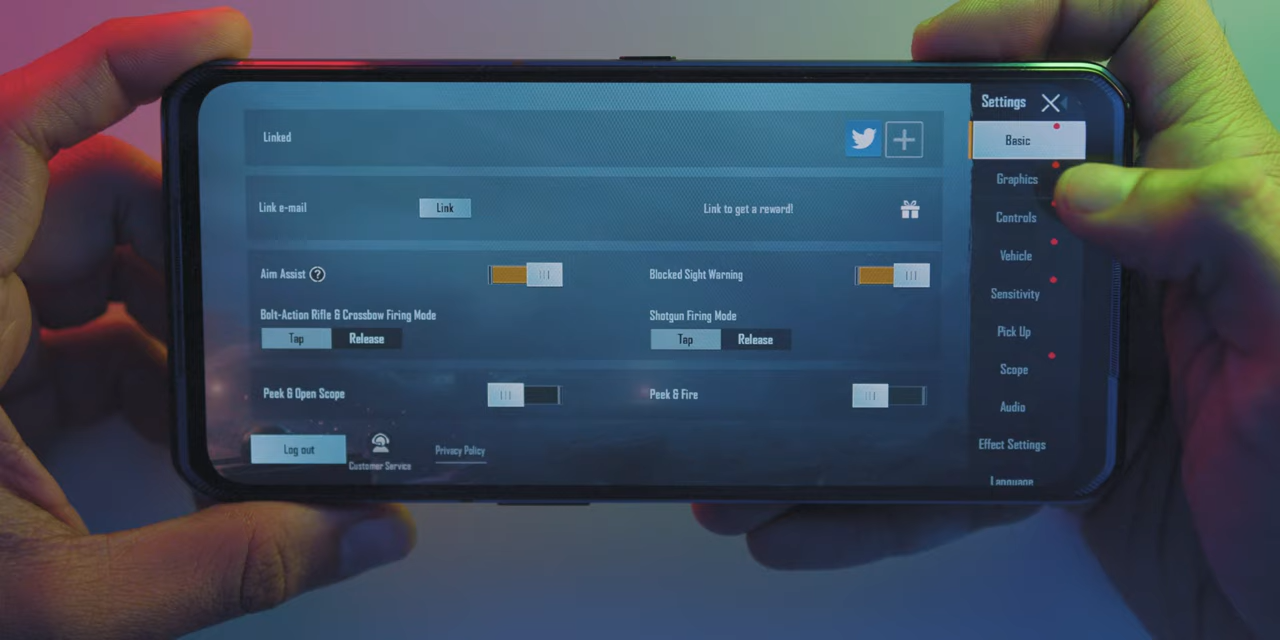 Settings
Linked
Basic
Graphics
Link e-mail
Link
Link to get a reward!
Controls
Vehicle
Aim Assist ?
Blocked Sight Warning
Sensitivity
Bolt-Action Rifle & Crossbow Firing Mode
Shotgun Firing Mode
Tap
Release
Tap
Release
Pick Up
Scope
Peek & Open Scope
Peek & Fire
Audio
Effect Settings
Log out
Customer Service
Privacy Policy
Language